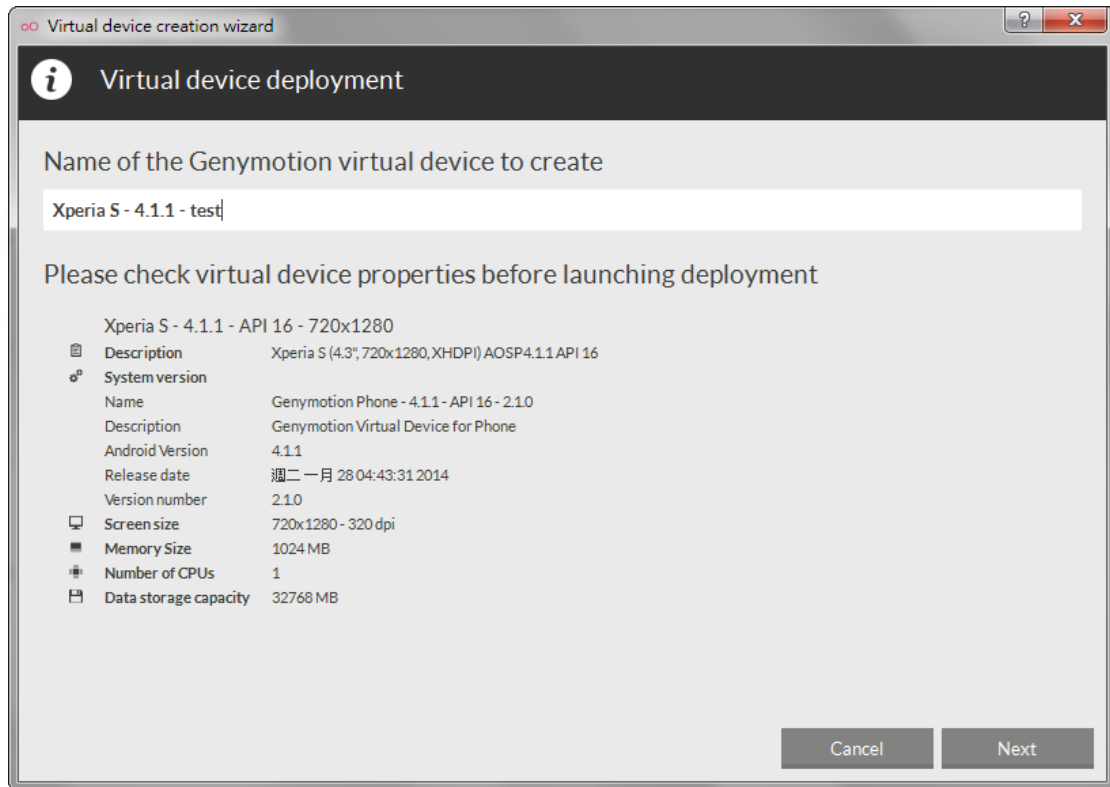 Virtual device creation wizard
Virtual device deployment
Name of the Genymotion virtual device to create
Xperia S - 4.1.1 - test
Please check virtual device properties before launching deployment
Xperia S - 4.1.1 - API 16 - 720x1280
Description Xperia S (4.3", 720x1280, XHDPI) AOSP4.1.1 API 16
System version
Name Genymotion Phone - 4.1.1 - API 16 - 2.1.0
Description Genymotion Virtual Device for Phone
Android Version 4.1.1
Release date 週二 一月 28 04:43:31 2014
Version number 2.1.0
Screen size 720x1280 - 320 dpi
Memory Size 1024 MB
Number of CPUs 1
Data storage capacity 32768 MB
Cancel Next